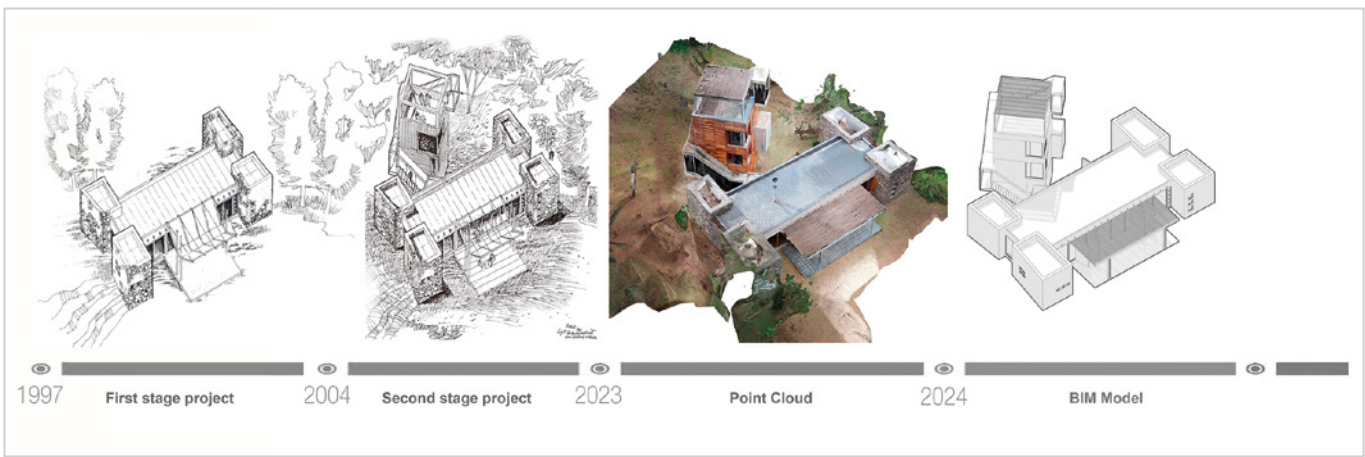 1997
First stage project
2004
Second stage project
2023
Point Cloud
2024
BIM Model